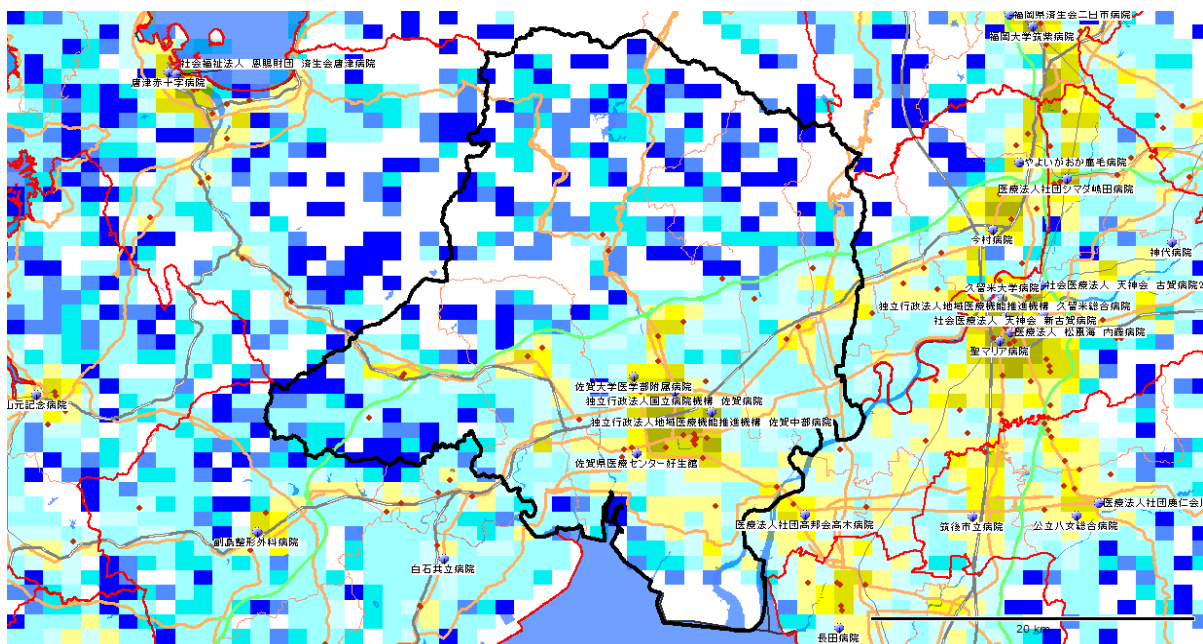 福岡県済生会二日市病院
福岡大学筑紫病院
社会福祉法人 恩賜財団 済生会唐津病院
唐津赤十字病院
やよいがおか鹿毛病院
医療法人社団シマダ嶋田病院
今村病院
神代病院
久留米大学病院
社会医療法人 天神会 古賀病院2
独立行政法人地域医療機能推進機構 久留米総合病院
社会医療法人 天神会 新古賀病院
医療法人 松風海 内藤病院
聖マリア病院
佐賀大学医学部附属病院
独立行政法人国立病院機構 佐賀病院
山元記念病院
独立行政法人地域医療機能推進機構 佐賀中部病院
佐賀県医療センター好生館
医療法人社団慶仁会川
医療法人社団高邦会高木病院
筑後市立病院
公立八女総合病院
副島整形外科病院
白石共立病院
長田病院
20 km